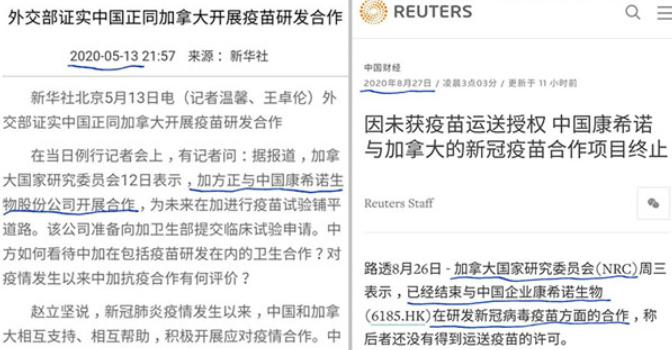 外交部证实中国正同加拿大开展疫苗研发合作
2020-05-13 21:57 来源：新华社
新华社北京5月13日电（记者温馨、王卓伦）外
交部证实中国正同加拿大开展疫苗研发合作
在当日例行记者会上，有记者问：据报道，加拿
大国家研究委员会12日表示，加方正与中国康希诺生
物股份公司开展合作，为未来在加进行疫苗试验铺平
道路。该公司准备向加卫生部提交临床试验申请。中
方如何看待中加在包括疫苗研发在内的卫生合作？对
疫情发生以来中加抗疫合作有何评价？
赵立坚说，新冠肺炎疫情发生以来，中国和加拿
大相互支持、相互帮助，积极开展应对疫情合作。中
REUTERS
中国财经
2020年8月27日 / 凌晨3点03分 / 更新于 11 小时前
因未获疫苗运送授权 中国康希诺
与加拿大的新冠疫苗合作项目终止
Reuters Staff
路透8月26日 - 加拿大国家研究委员会(NRC)周三
表示，已经结束与中国企业康希诺生物
(6185.HK)在研发新冠病毒疫苗方面的合作，称
后者还没有得到运送疫苗的许可。